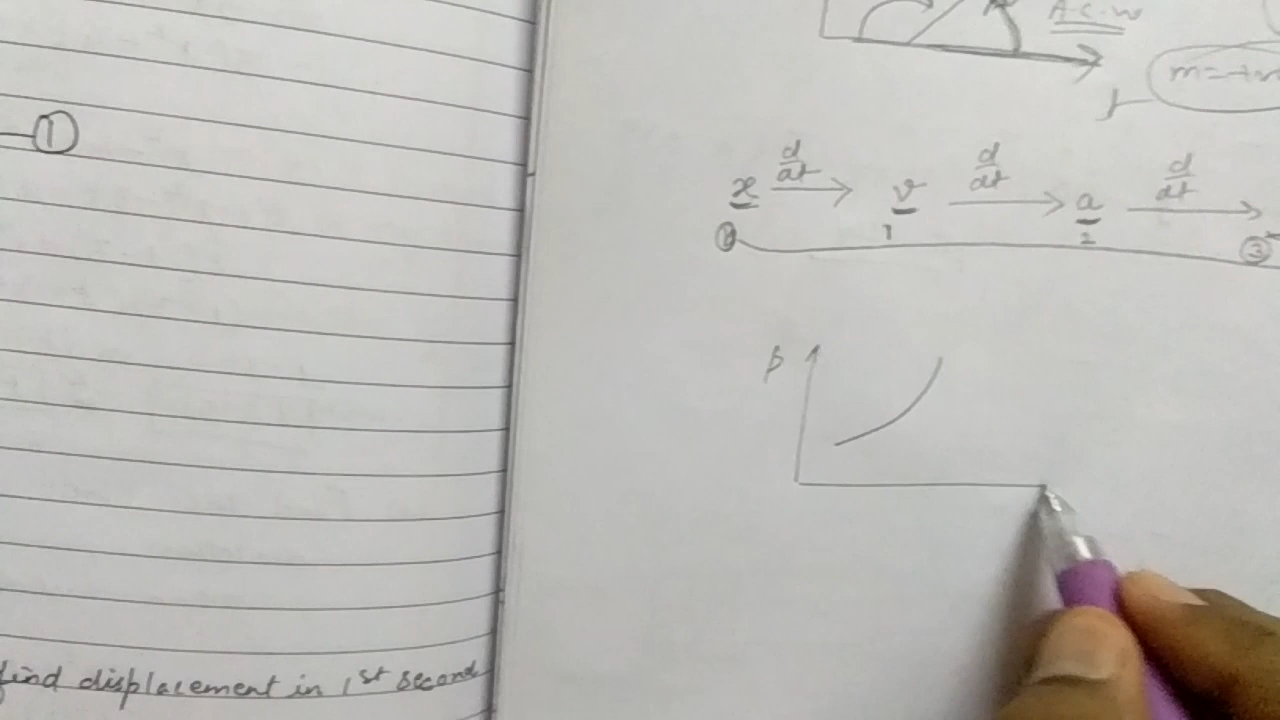 ①
find displacement in 1st second
A.C.W
x d/dt → v d/dt → a d/dt →
1 2 ③
p